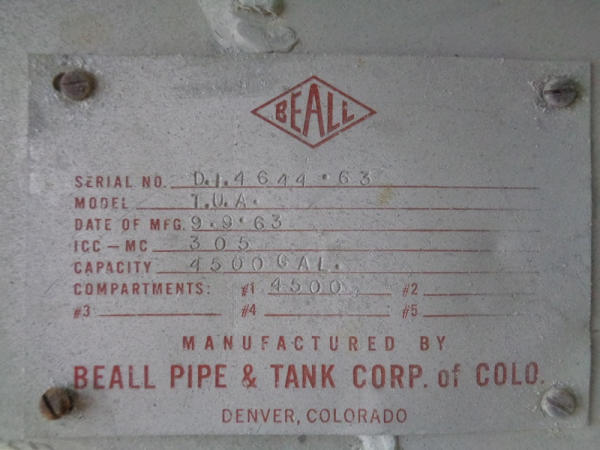 BEALL
SERIAL NO. D.1.4644.63
MODEL T.U.A.
DATE OF MFG. 9.9.63
ICC-MC 305
CAPACITY 4500 GAL.
COMPARTMENTS: #1 4500 #2
#3 #4 #5
MANUFACTURED BY
BEALL PIPE & TANK CORP. of COLO.
DENVER, COLORADO